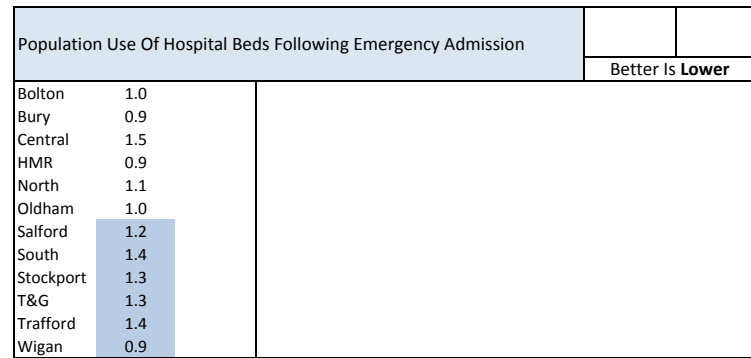 Population Use Of Hospital Beds Following Emergency Admission
Better Is Lower
Bolton 1.0
Bury 0.9
Central 1.5
HMR 0.9
North 1.1
Oldham 1.0
Salford 1.2
South 1.4
Stockport 1.3
T&G 1.3
Trafford 1.4
Wigan 0.9